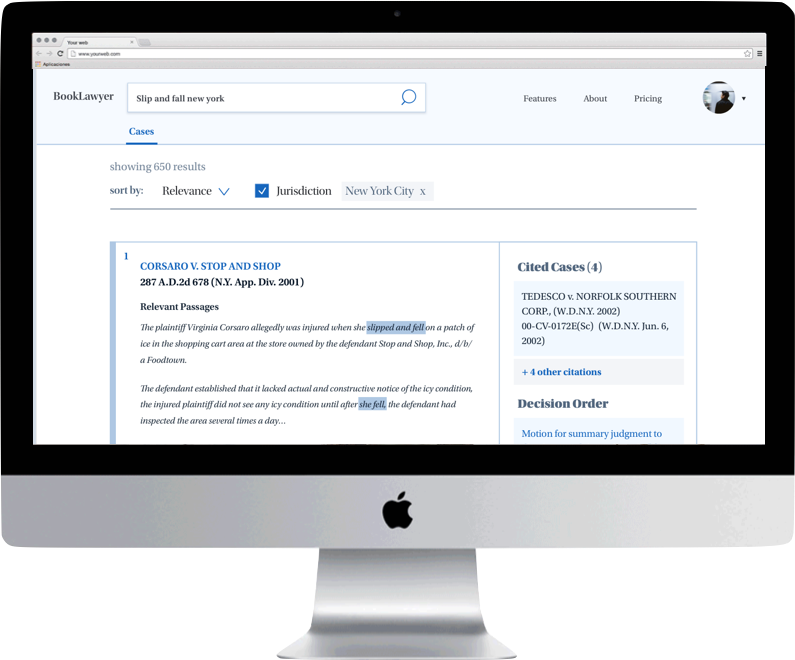 Your web
www.yourweb.com
Aplicaciones
BookLawyer
Slip and fall new york
Features
About
Pricing
Cases
showing 650 results
sort by:
Relevance
Jurisdiction
New York City x
1
CORSARO V. STOP AND SHOP
287 A.D.2d 678 (N.Y. App. Div. 2001)
Relevant Passages
The plaintiff Virginia Corsaro allegedly was injured when she slipped and fell on a patch of
ice in the shopping cart area at the store owned by the defendant Stop and Shop, Inc., d/b/
a Foodtown.
The defendant established that it lacked actual and constructive notice of the icy condition,
the injured plaintiff did not see any icy condition until after she fell, the defendant had
inspected the area several times a day...
Cited Cases (4)
TEDESCO v. NORFOLK SOUTHERN
CORP., (W.D.N.Y. 2002)
00-CV-0172E(Sc) (W.D.N.Y. Jun. 6,
2002)
+ 4 other citations
Decision Order
Motion for summary judgment to